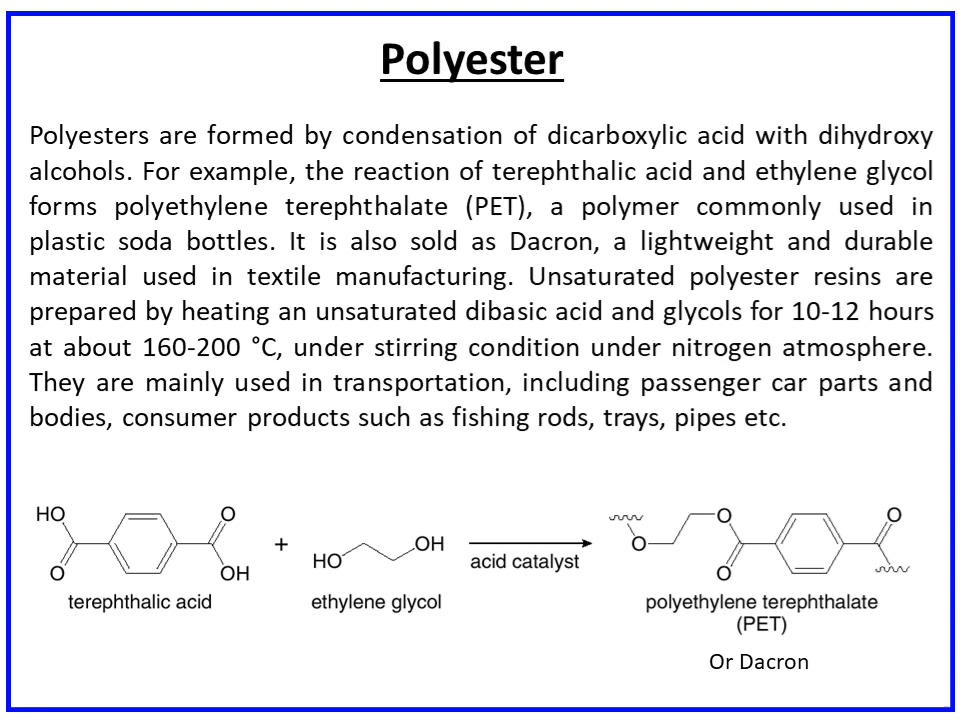 Polyester
Polyesters are formed by condensation of dicarboxylic acid with dihydroxy
alcohols. For example, the reaction of terephthalic acid and ethylene glycol
forms polyethylene terephthalate (PET), a polymer commonly used in
plastic soda bottles. It is also sold as Dacron, a lightweight and durable
material used in textile manufacturing. Unsaturated polyester resins are
prepared by heating an unsaturated dibasic acid and glycols for 10-12 hours
at about 160-200 °C, under stirring condition under nitrogen atmosphere.
They are mainly used in transportation, including passenger car parts and
bodies, consumer products such as fishing rods, trays, pipes etc.
HO O O O
+ HO OH acid catalyst O
O OH O
terephthalic acid ethylene glycol polyethylene terephthalate
(PET)
Or Dacron